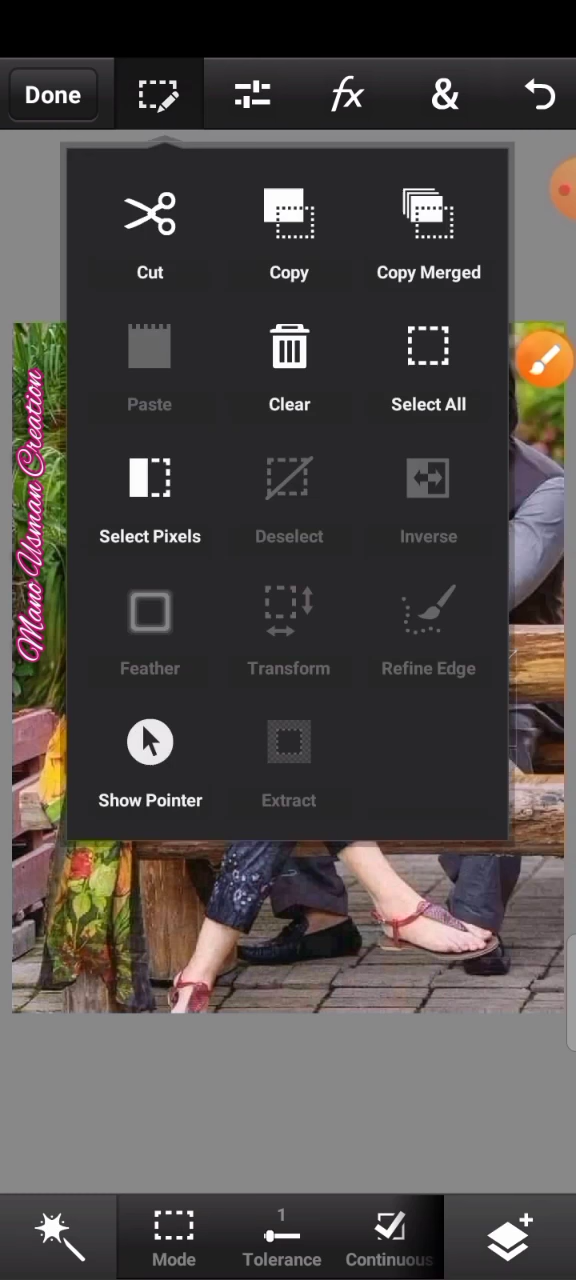 Done
fx
&
Cut
Copy
Copy Merged
Paste
Clear
Select All
Select Pixels
Deselect
Inverse
Feather
Transform
Refine Edge
Show Pointer
Extract
Mano Usman Creation
1
Mode
Tolerance
Continuous